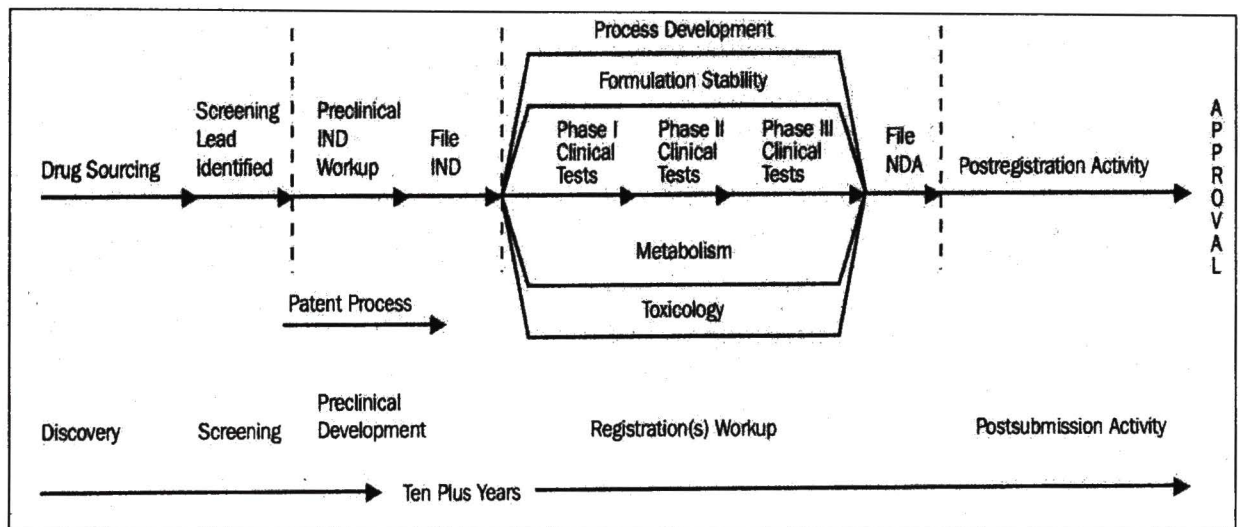 Process Development
Formulation Stability
Screening
Lead
Identified
Preclinical
IND
Workup
File
IND
Phase I
Clinical
Tests
Phase II
Clinical
Tests
Phase III
Clinical
Tests
File
NDA
Drug Sourcing
Postregistration Activity
APPROVAL
Metabolism
Patent Process
Toxicology
Discovery
Screening
Preclinical
Development
Registration(s) Workup
Postsubmission Activity
Ten Plus Years